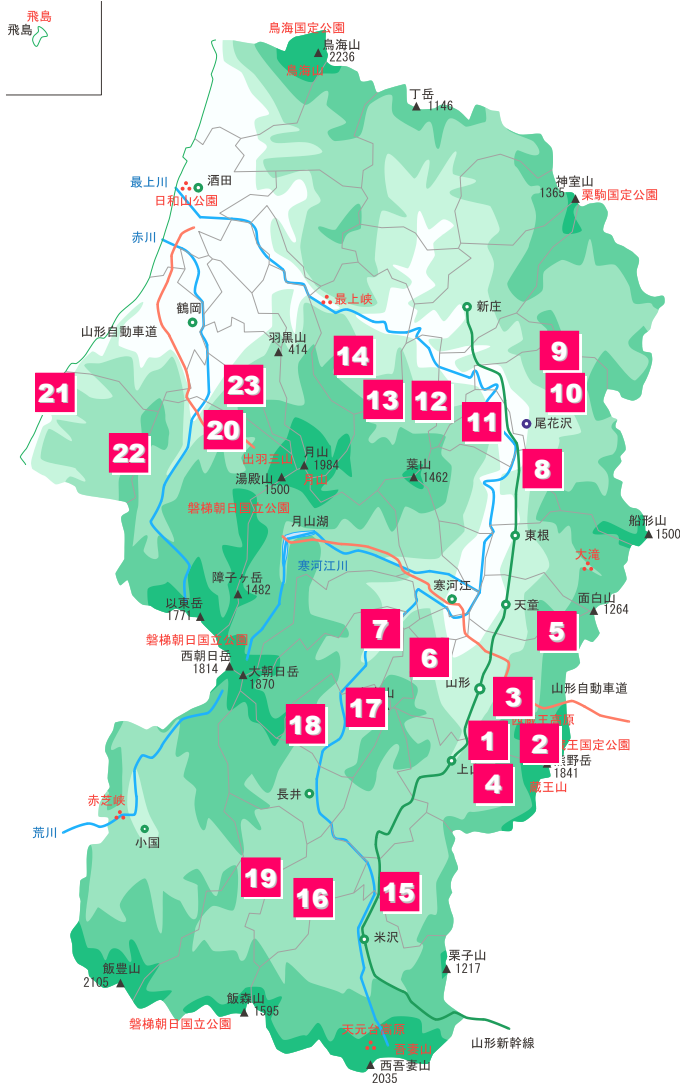 飛島
飛島
鳥海国定公園
鳥海山
2236
鳥海山
丁岳
1146
最上川
酒田
日和山公園
神室山
1365
栗駒国定公園
赤川
最上峡
新庄
鶴岡
山形自動車道
羽黒山
414
14
9
21
23
13
12
10
11
尾花沢
20
22
出羽三山
月山
1984
月山
湯殿山
1500
葉山
1462
8
磐梯朝日国立公園
月山湖
船形山
1500
東根
大滝
寒河江川
障子ヶ岳
1482
寒河江
天童
面白山
1264
以東岳
1771
7
5
磐梯朝日国立公園
西朝日岳
1814
大朝日岳
1870
6
山形
3
山形自動車道
18
17
山
1
2
王国定公園
上
熊野岳
1841
4
蔵王山
長井
赤芝峡
荒川
小国
19
16
15
米沢
栗子山
1217
飯豊山
2105
飯森山
1595
磐梯朝日国立公園
天元台高原
吾妻山
西吾妻山
2035
山形新幹線